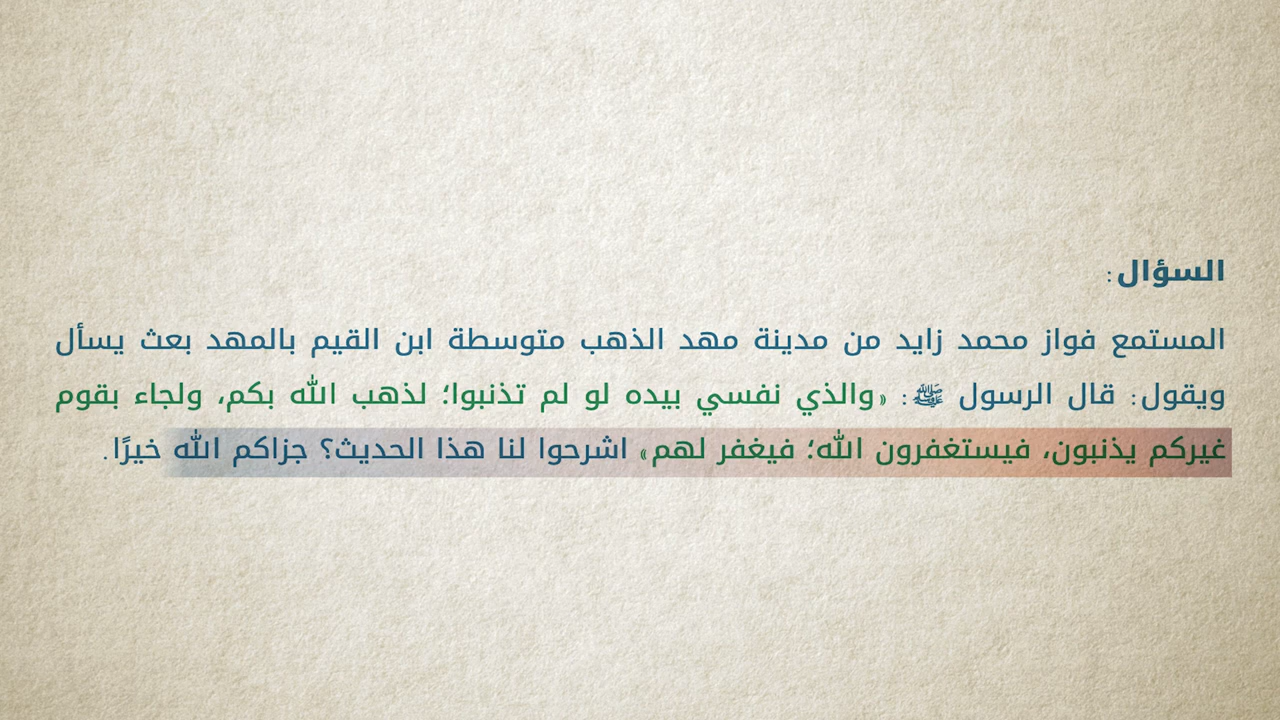 السؤال:
المستمع فواز محمد زايد من مدينة مهد الذهب متوسطة ابن القيم بالمهد بعث يسأل
ويقول: قال الرسول ﷺ: «والذي نفسي بيده لو لم تذنبوا؛ لذهب الله بكم، ولجاء بقوم
غيركم يذنبون، فيستغفرون الله؛ فيغفر لهم» اشرحوا لنا هذا الحديث؟ جزاكم الله خيرًا.